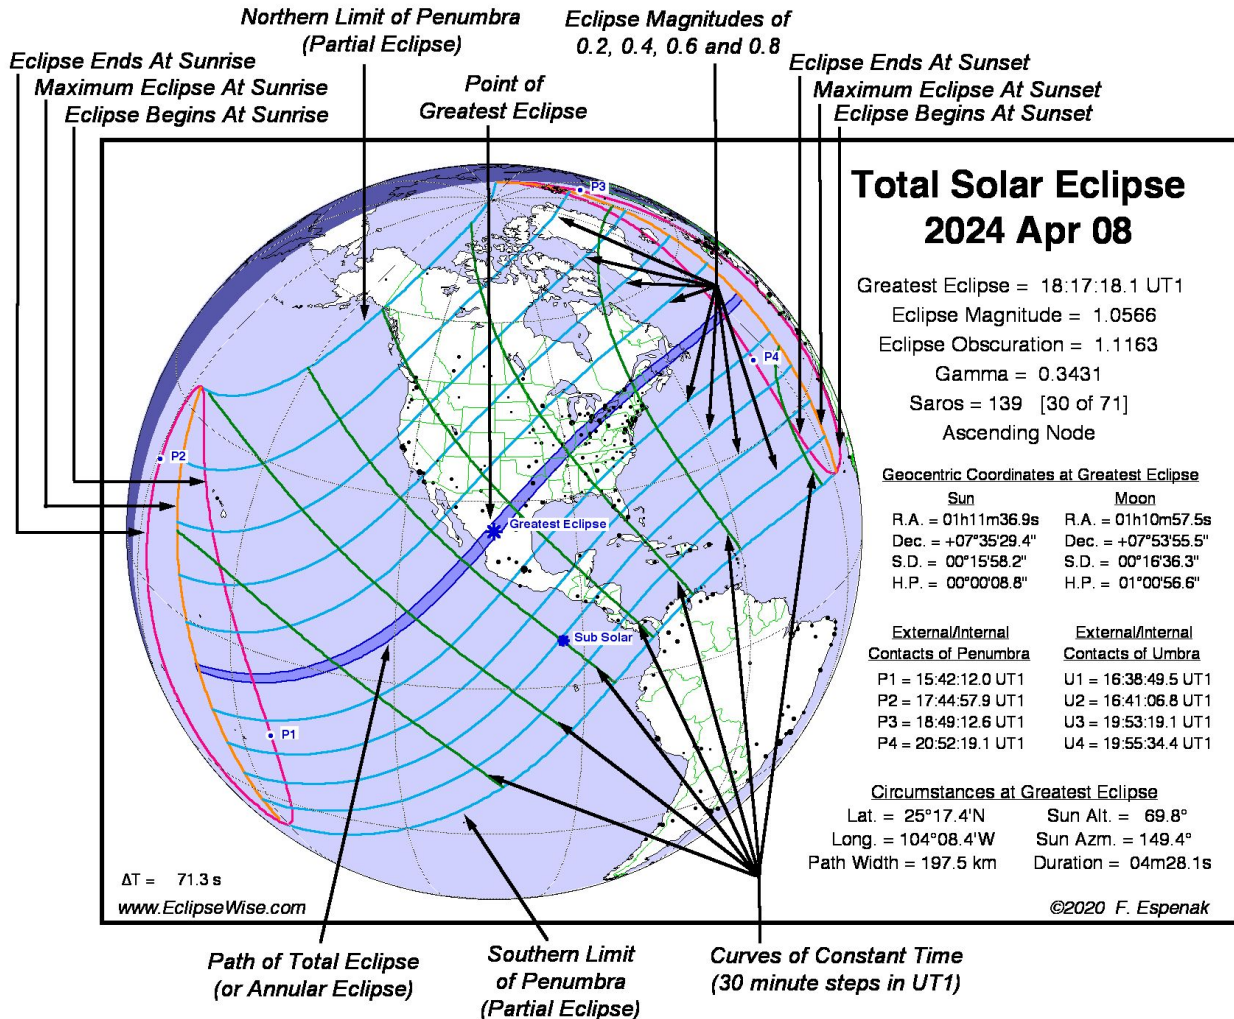 Northern Limit of Penumbra
(Partial Eclipse)
Eclipse Magnitudes of
0.2, 0.4, 0.6 and 0.8
Eclipse Ends At Sunrise
Maximum Eclipse At Sunrise
Eclipse Begins At Sunrise
Point of
Greatest Eclipse
Eclipse Ends At Sunset
Maximum Eclipse At Sunset
Eclipse Begins At Sunset
P3
P4
P2
Greatest Eclipse
Sub Solar
P1
Total Solar Eclipse
2024 Apr 08
Greatest Eclipse = 18:17:18.1 UT1
Eclipse Magnitude = 1.0566
Eclipse Obscuration = 1.1163
Gamma = 0.3431
Saros = 139 [30 of 71]
Ascending Node
Geocentric Coordinates at Greatest Eclipse
Sun
R.A. = 01h11m36.9s
Dec. = +07°35'29.4"
S.D. = 00°15'58.2"
H.P. = 00°00'08.8"
Moon
R.A. = 01h10m57.5s
Dec. = +07°53'55.5"
S.D. = 00°16'36.3"
H.P. = 01°00'56.6"
External/Internal
Contacts of Penumbra
P1 = 15:42:12.0 UT1
P2 = 17:44:57.9 UT1
P3 = 18:49:12.6 UT1
P4 = 20:52:19.1 UT1
External/Internal
Contacts of Umbra
U1 = 16:38:49.5 UT1
U2 = 16:41:06.8 UT1
U3 = 19:53:19.1 UT1
U4 = 19:55:34.4 UT1
Circumstances at Greatest Eclipse
Lat. = 25°17.4'N
Long. = 104°08.4'W
Path Width = 197.5 km
Sun Alt. = 69.8°
Sun Azm. = 149.4°
Duration = 04m28.1s
ΔT = 71.3 s
www.EclipseWise.com
©2020 F. Espenak
Path of Total Eclipse
(or Annular Eclipse)
Southern Limit
of Penumbra
(Partial Eclipse)
Curves of Constant Time
(30 minute steps in UT1)